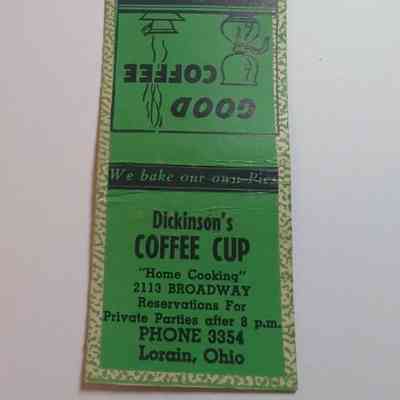 GOOD
COFFEE
We bake our own Pies
Dickinson's
COFFEE CUP
"Home Cooking"
2113 BROADWAY
Reservations For
Private Parties after 8 p.m.
PHONE 3354
Lorain, Ohio